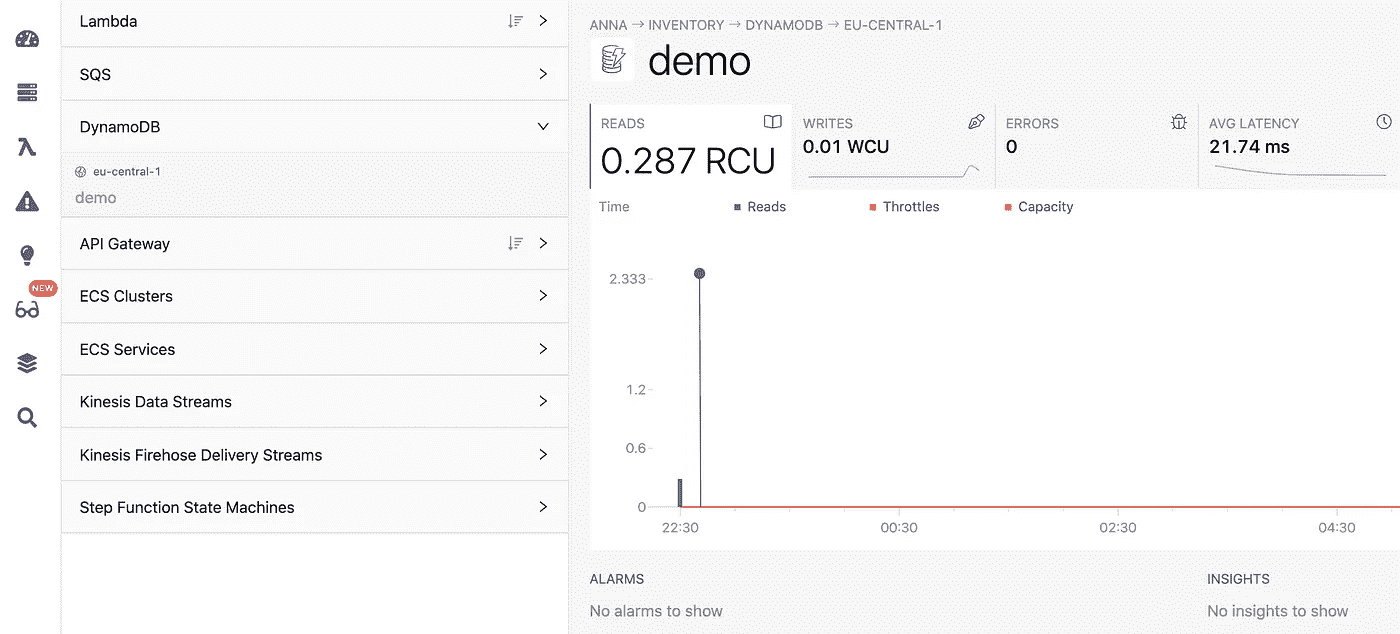 Lambda
SQS
DynamoDB
eu-central-1
demo
API Gateway
ECS Clusters
ECS Services
Kinesis Data Streams
Kinesis Firehose Delivery Streams
Step Function State Machines
NEW
ANNA → INVENTORY → DYNAMODB → EU-CENTRAL-1
demo
READS
0.287 RCU
WRITES
0.01 WCU
ERRORS
0
AVG LATENCY
21.74 ms
Time Reads Throttles Capacity
2.333
1.2
0.6
0
22:30 00:30 02:30 04:30
ALARMS
No alarms to show
INSIGHTS
No insights to show